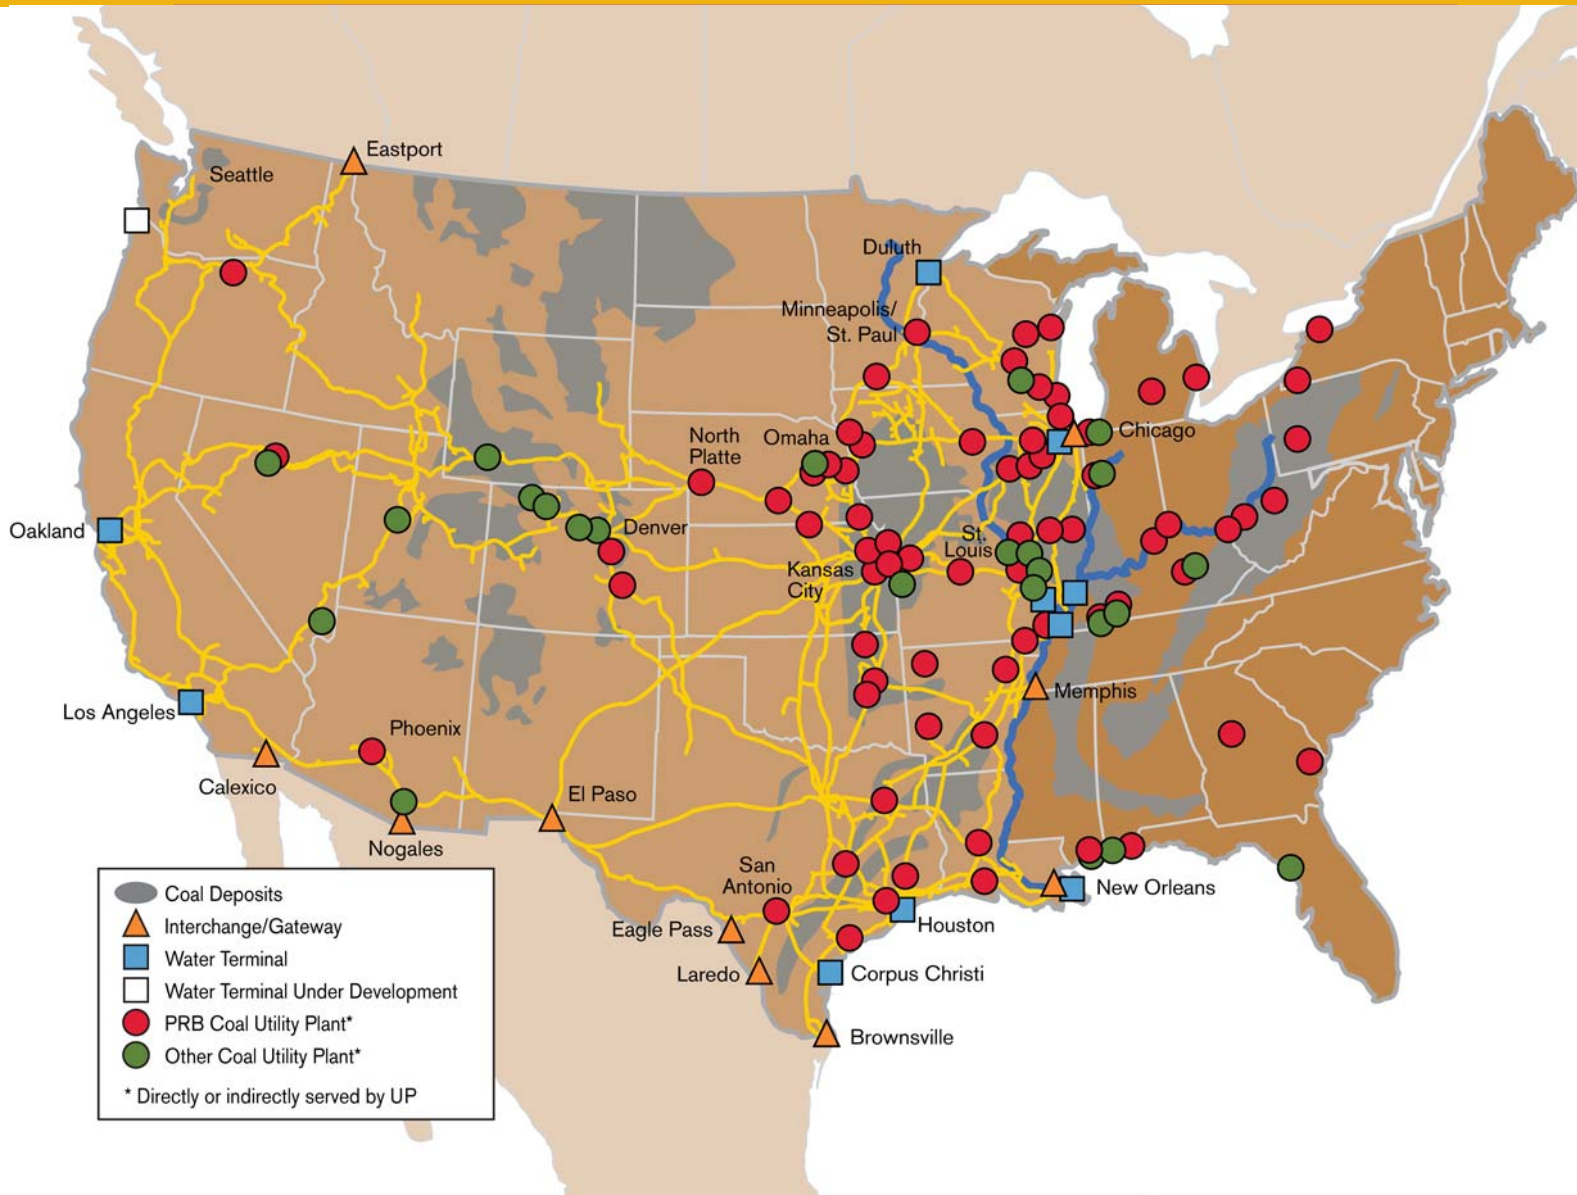 Eastport
Seattle
Duluth
Minneapolis/
St. Paul
North
Platte
Omaha
Chicago
Oakland
Denver
St.
Louis
Kansas
City
Los Angeles
Memphis
Phoenix
Calexico
El Paso
Nogales
San
Antonio
New Orleans
Houston
Eagle Pass
Laredo
Corpus Christi
Brownsville
Coal Deposits
Interchange/Gateway
Water Terminal
Water Terminal Under Development
PRB Coal Utility Plant*
Other Coal Utility Plant*
* Directly or indirectly served by UP